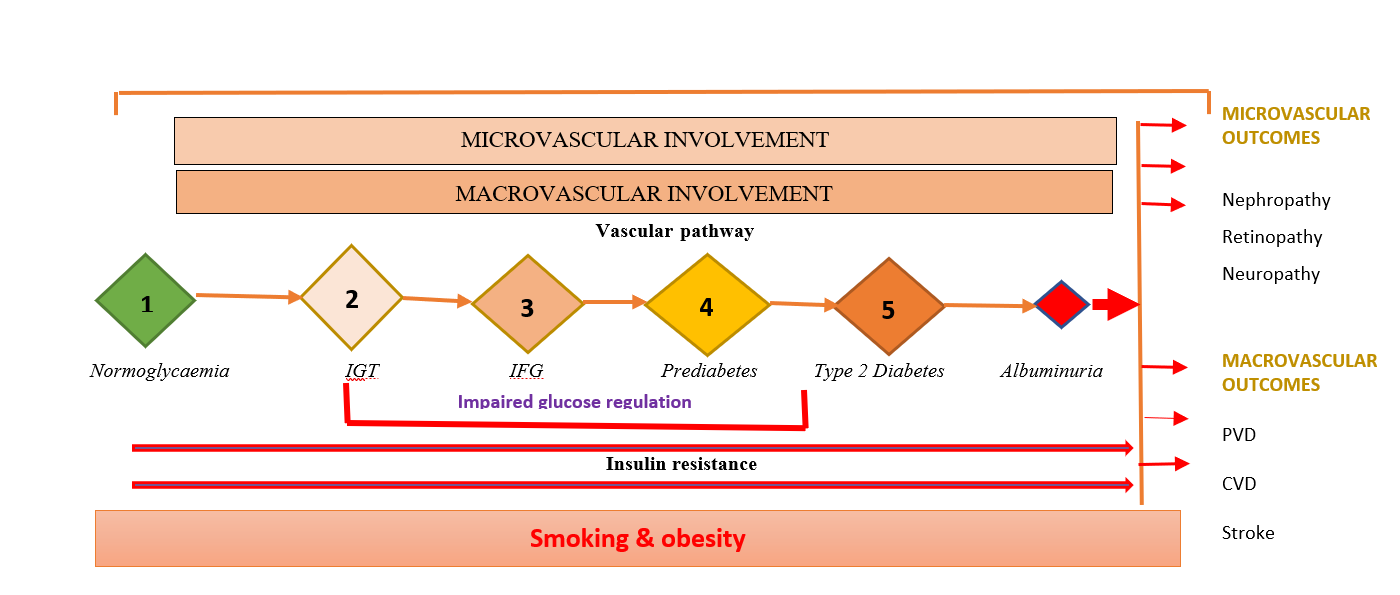 MICROVASCULAR INVOLVEMENT
MACROVASCULAR INVOLVEMENT
Vascular pathway
1
2
3
4
5
Normoglycaemia
IGT
IFG
Prediabetes
Type 2 Diabetes
Albuminuria
Impaired glucose regulation
Insulin resistance
Smoking & obesity
MICROVASCULAR
OUTCOMES
Nephropathy
Retinopathy
Neuropathy
MACROVASCULAR
OUTCOMES
PVD
CVD
Stroke